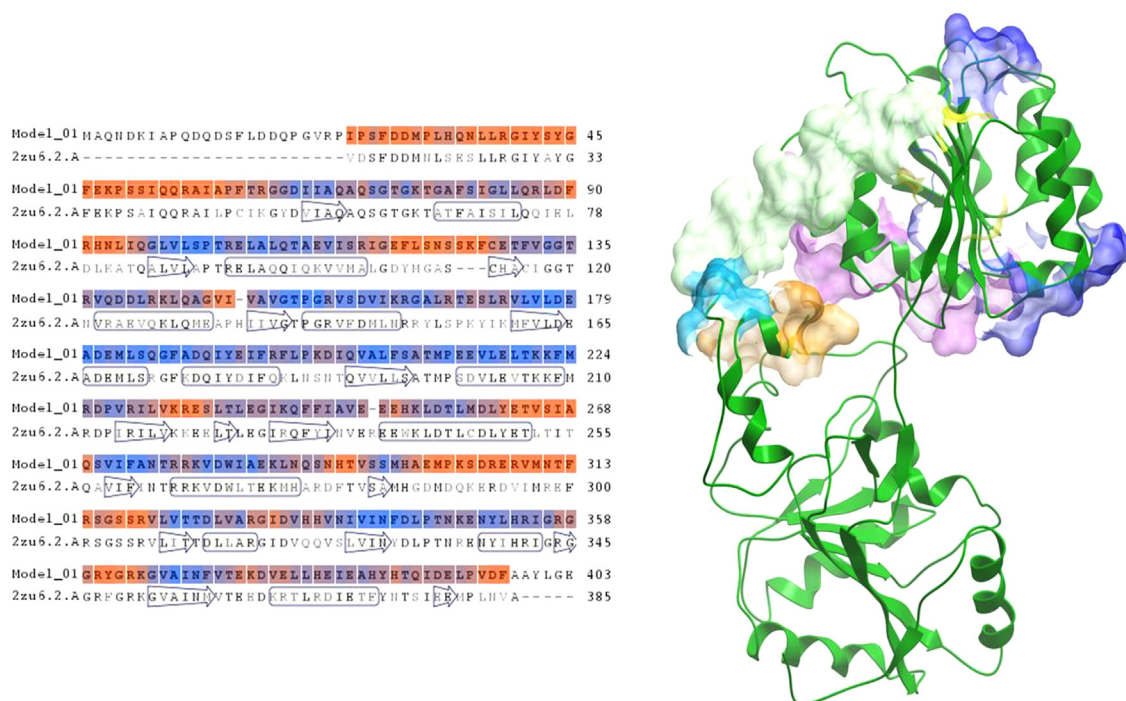 Model_01 MAQNDKIAPQDQDSFLDDQPGVRPIPSFDDMPLHQNLLRGIYSYG 45
2zu6.2.A ----------------------------VDSFDDMNLSESLLRGIYAYG 33
Model_01 FEKPSSIQQRAIAPFTRGGDIIAQAQSGTGKTGAFSIGLLQRLDF 90
2zu6.2.A FEKPSAIQQRAILPCIKGYDVIAQAQSGTGKTATFAISILQQIEL 78
Model_01 RHNLIQGLVLSPTRELALQTAEVISRIGEFLSNSSKFCETFVGGT 135
2zu6.2.A DLKATQALVLAPTRELAQQIQKVVMALGDYMGAS---CHACIGGT 120
Model_01 RVQDDLRKLQAGVI-VAVGTPGRVSDVIKRGALRTESLRVLVLDE 179
2zu6.2.A NVRAEVQKLQMEAPHIIVGTPGRVFDMLNRRYLSPKYIKMFVLDE 165
Model_01 ADEMLSQGFADQIYEIFRFLPKDIQVALFSATMPEEVLELTKKFM 224
2zu6.2.A ADEMLSRGFKDQIYDIFQKLNSNTQVVLLSATMPSDVLEVTKKFM 210
Model_01 RDPVRILVKRESLTLEGIKQFFIAVE-EEHKLDTLMDLYETVSIA 268
2zu6.2.A RDPIRILVKKEELTLEGIRQFYINVEREEWKLDTLCDLYETLTIT 255
Model_01 QSVIFANTRRKVDWIAEKLNQSNHTVSSMHAEMPKSDRERVMNTF 313
2zu6.2.A QAVIFINTRRKVDWLTEKMHARDFTVSAMHGDMDQKERDVIMREF 300
Model_01 RSGSSRVLVTTDLVARGIDVHHVNIVINFDLPTNKENYLHRIGRG 358
2zu6.2.A RSGSSRVLITTDLLARGIDVQQVSLVINYDLPTNRENYIHRIGRG 345
Model_01 GRYGRKGVAINFVTEKDVELLHEIEAHYHTQIDELPVDFAAYLGE 403
2zu6.2.A GRFGRKGVAINMVTEEDKRTLRDIETFYNTSIEEMPLNVA----- 385